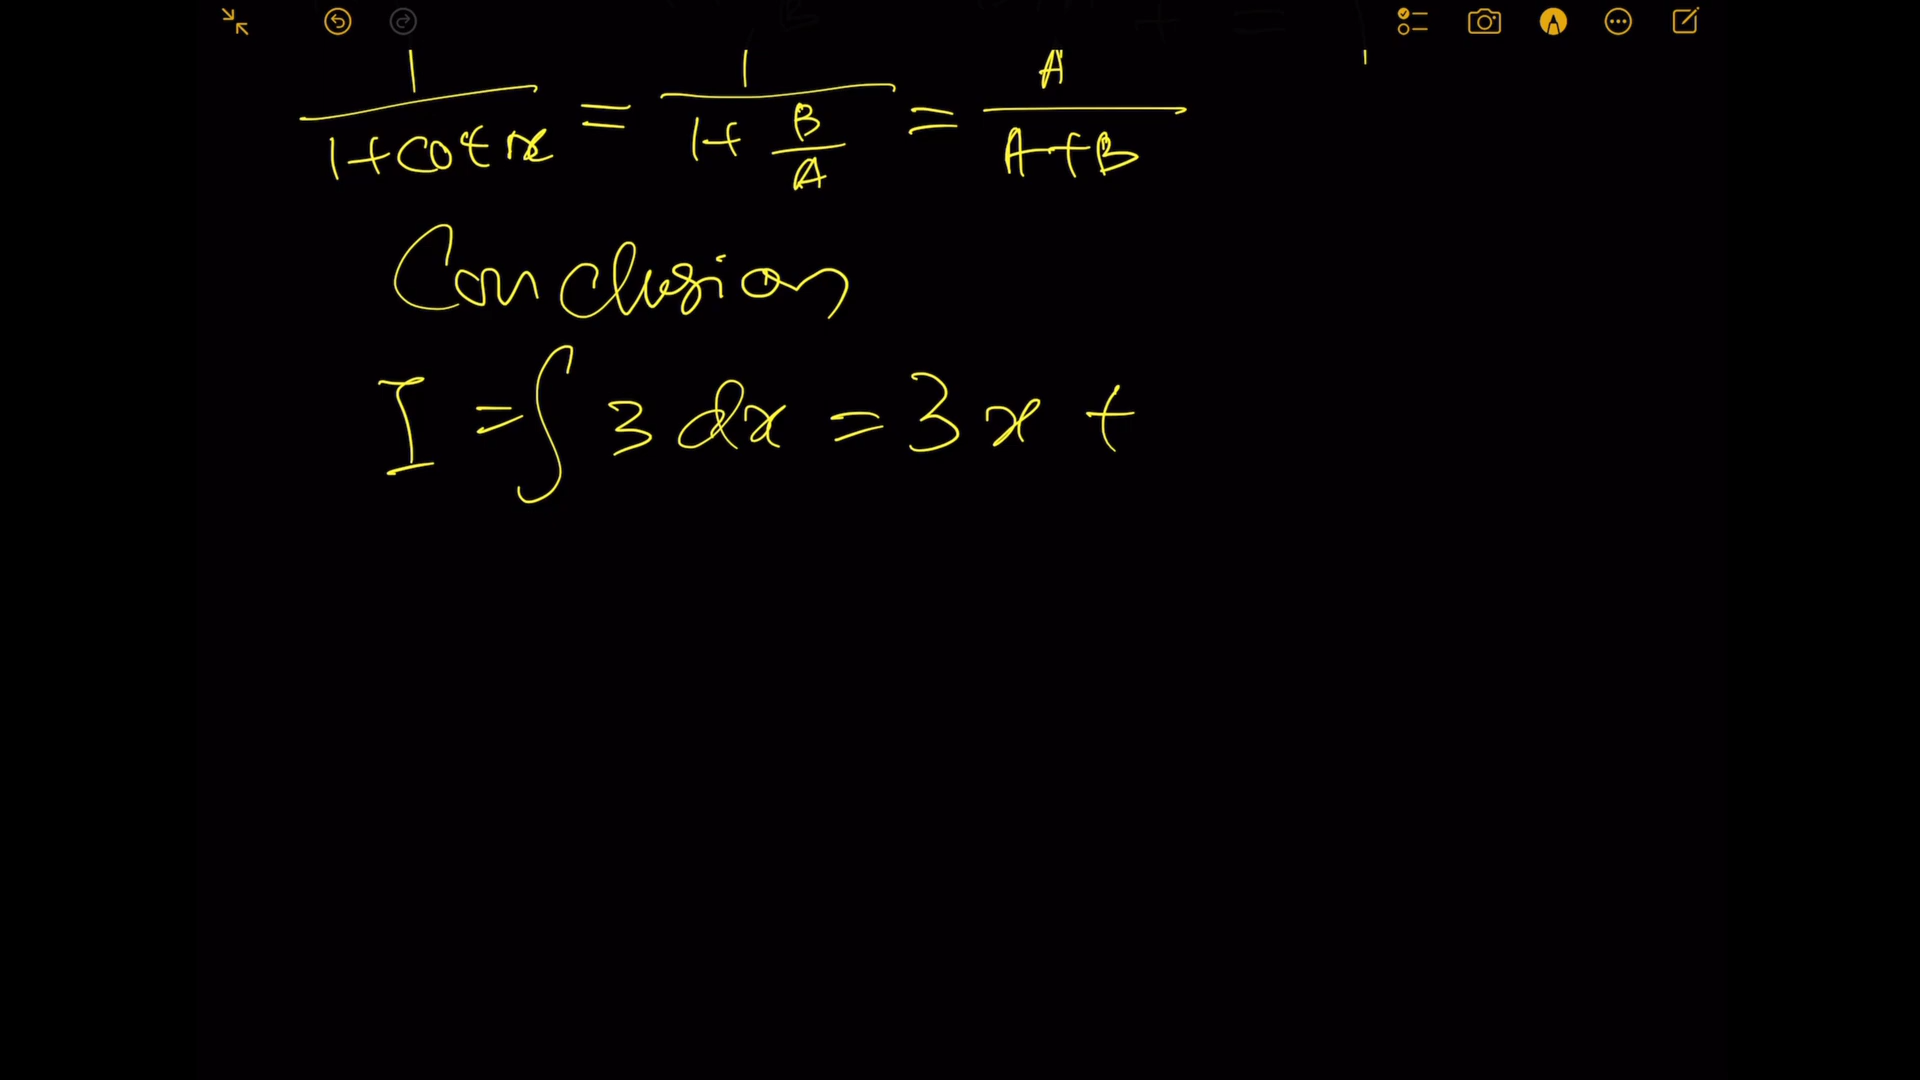 1/(1+cot x) = 1/(1+ B/A) = A/(A+B)
Conclusion
I = ∫ 3 dx = 3x +